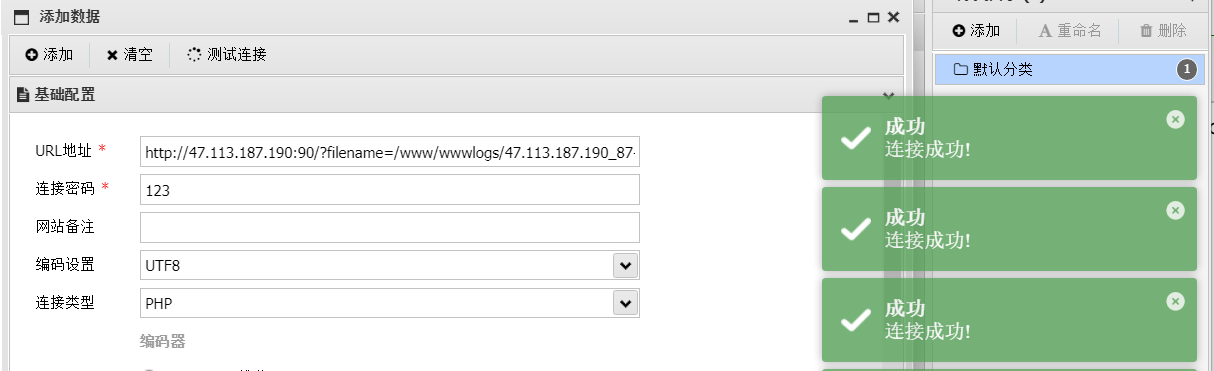 添加数据
添加
清空
测试连接
基础配置
URL地址 *
http://47.113.187.190:90/?filename=/www/wwwlogs/47.113.187.190_87-
连接密码 *
123
网站备注
编码设置
UTF8
连接类型
PHP
编码器
添加
重命名
删除
默认分类
1
成功
连接成功!
成功
连接成功!
成功
连接成功!